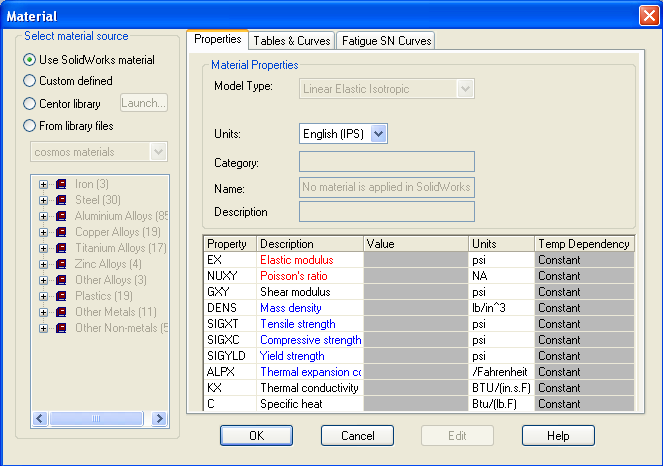 Material
Select material source
Use SolidWorks material
Custom defined
Centor library Launch...
From library files
cosmos materials
Iron (3)
Steel (30)
Aluminium Alloys (85
Copper Alloys (19)
Titanium Alloys (17)
Zinc Alloys (4)
Other Alloys (3)
Plastics (19)
Other Metals (11)
Other Non-metals (5
Properties Tables & Curves Fatigue SN Curves
Material Properties
Model Type: Linear Elastic Isotropic
Units: English (IPS)
Category:
Name: No material is applied in SolidWorks
Description
Property Description Value Units Temp Dependency
EX Elastic modulus psi Constant
NUXY Poisson's ratio NA Constant
GXY Shear modulus psi Constant
DENS Mass density lb/in^3 Constant
SIGXT Tensile strength psi Constant
SIGXC Compressive strength psi Constant
SIGYLD Yield strength psi Constant
ALPX Thermal expansion co /Fahrenheit Constant
KX Thermal conductivity BTU/(in.s.F) Constant
C Specific heat Btu/(lb.F) Constant
OK Cancel Edit Help